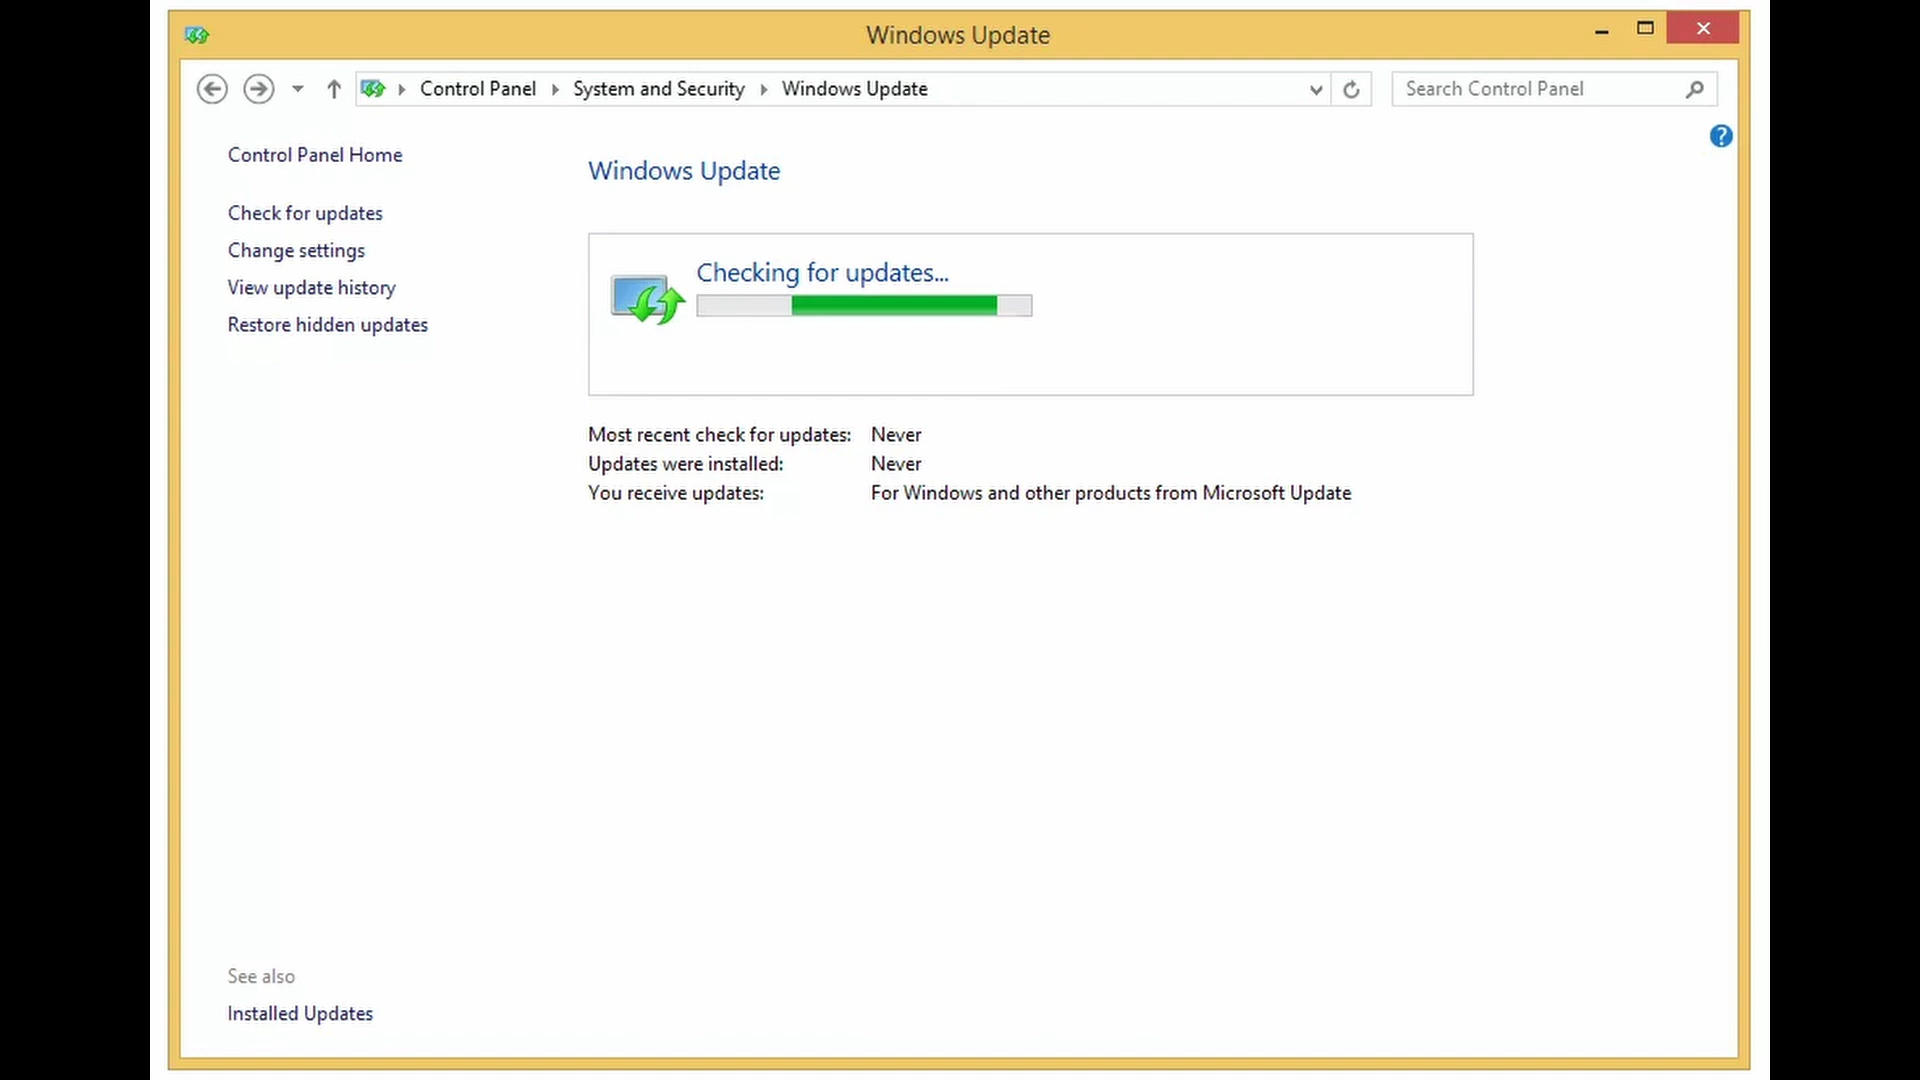 Windows Update
Control Panel
System and Security
Windows Update
Search Control Panel
?
Control Panel Home
Check for updates
Change settings
View update history
Restore hidden updates
Windows Update
Checking for updates...
Most recent check for updates: Never
Updates were installed: Never
You receive updates: For Windows and other products from Microsoft Update
See also
Installed Updates